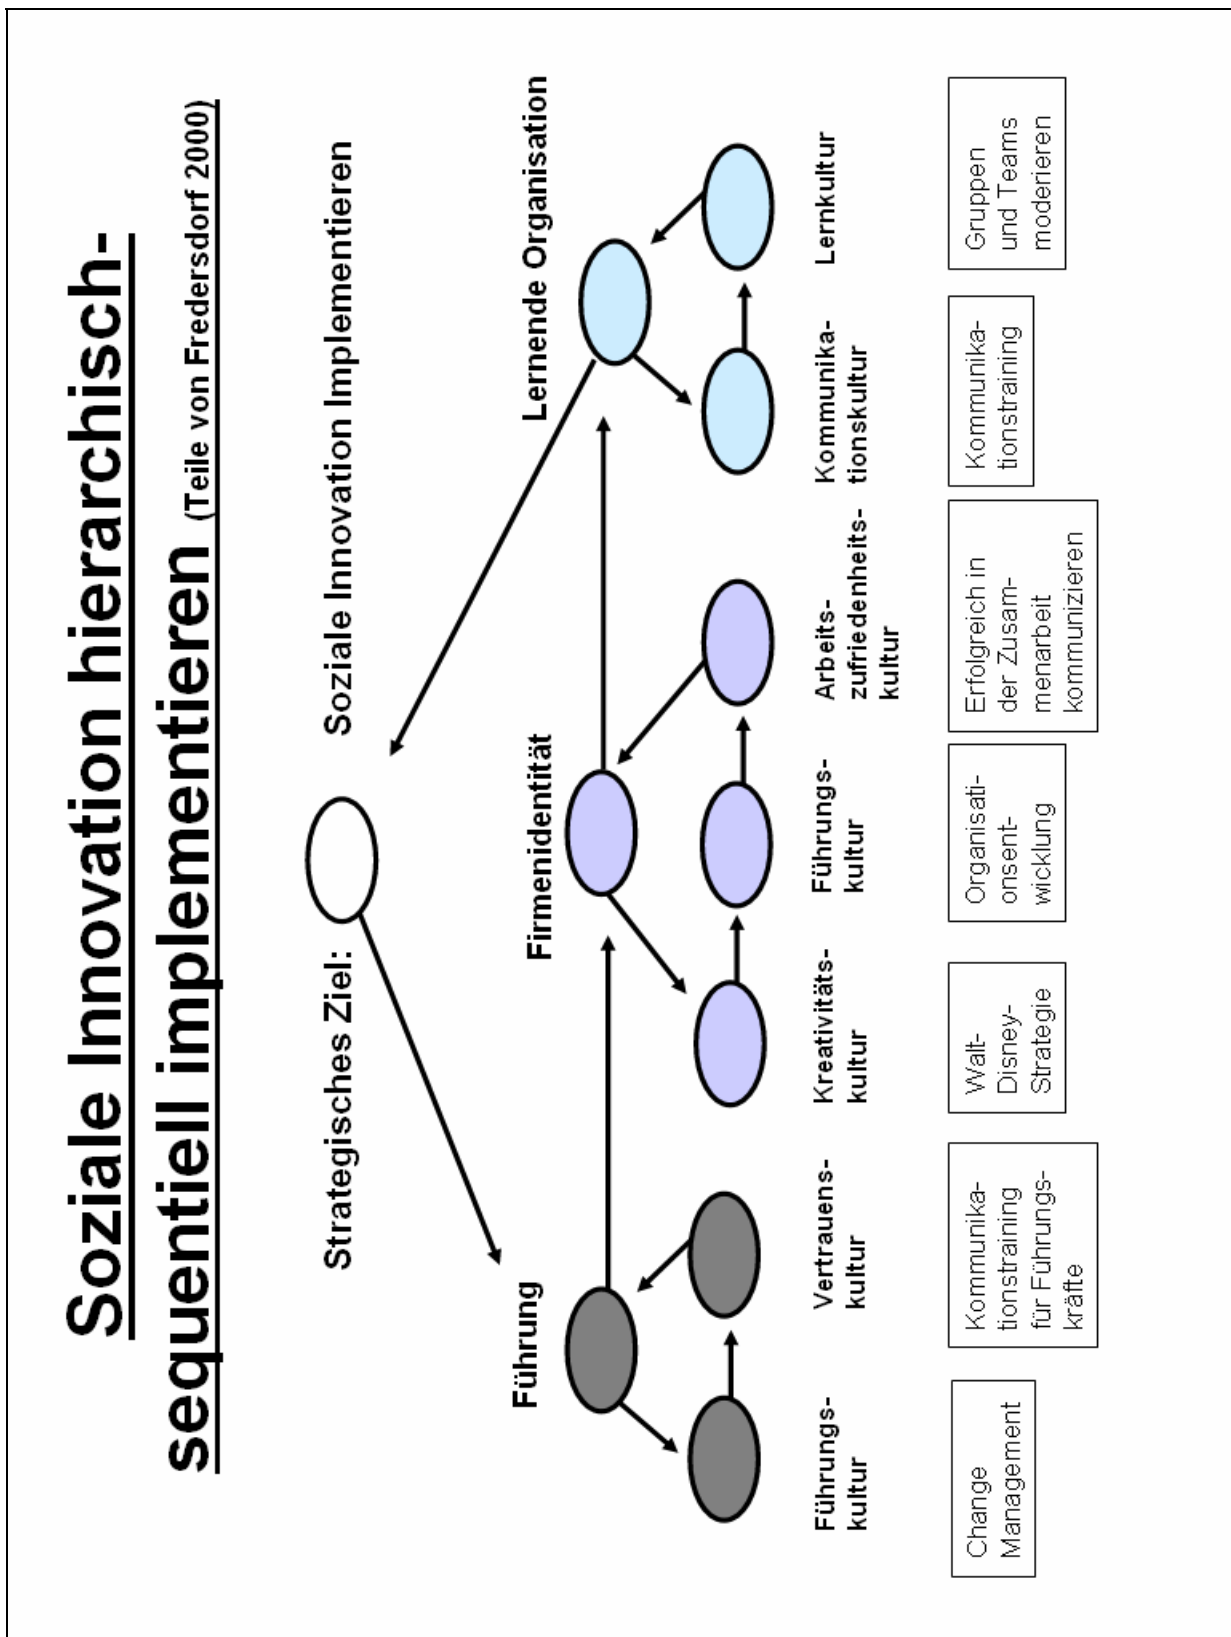 Soziale Innovation hierarchisch-
sequentiell implementieren (Teile von Fredersdorf 2000)
Strategisches Ziel:
Soziale Innovation Implementieren
Führung
Firmenidentität
Lernende Organisation
Führungs-
kultur
Vertrauens-
kultur
Kreativitäts-
kultur
Führungs-
kultur
Arbeits-
zufriedenheits-
kultur
Kommunika-
tionskultur
Lernkultur
Change
Management
Kommunika-
tionstraining
für Führungs-
kräfte
Walt-
Disney-
Strategie
Organisati-
onsent-
wicklung
Erfolgreich in
der Zusam-
menarbeit
kommunizieren
Kommunika-
tionstraining
Gruppen
und Teams
moderieren